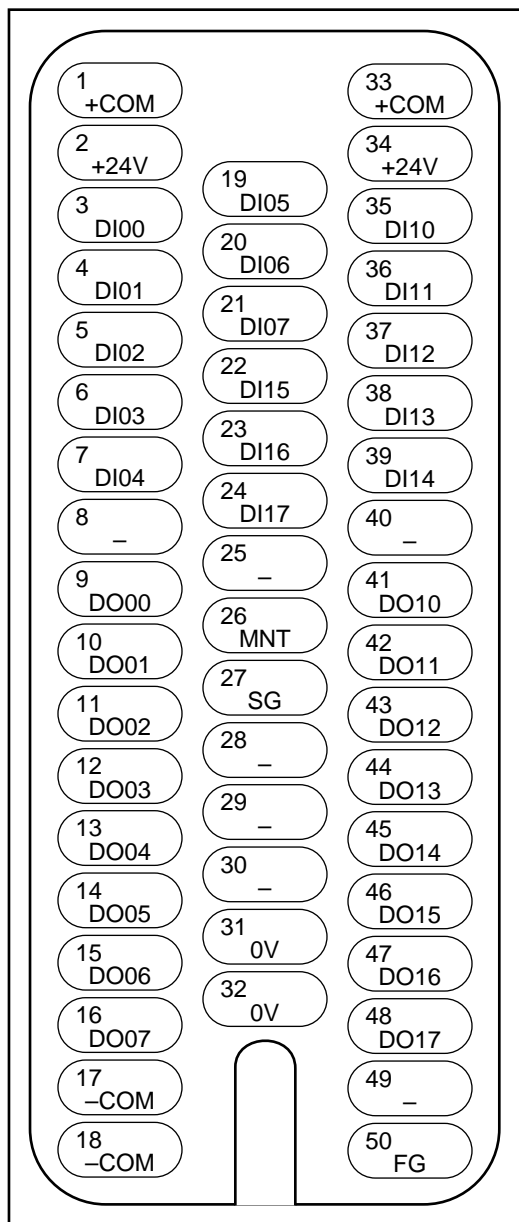 1
+COM
2
+24V
3
DI00
4
DI01
5
DI02
6
DI03
7
DI04
8
–
9
DO00
10
DO01
11
DO02
12
DO03
13
DO04
14
DO05
15
DO06
16
DO07
17
–COM
18
–COM
19
DI05
20
DI06
21
DI07
22
DI15
23
DI16
24
DI17
25
–
26
MNT
27
SG
28
–
29
–
30
–
31
0V
32
0V
33
+COM
34
+24V
35
DI10
36
DI11
37
DI12
38
DI13
39
DI14
40
–
41
DO10
42
DO11
43
DO12
44
DO13
45
DO14
46
DO15
47
DO16
48
DO17
49
–
50
FG